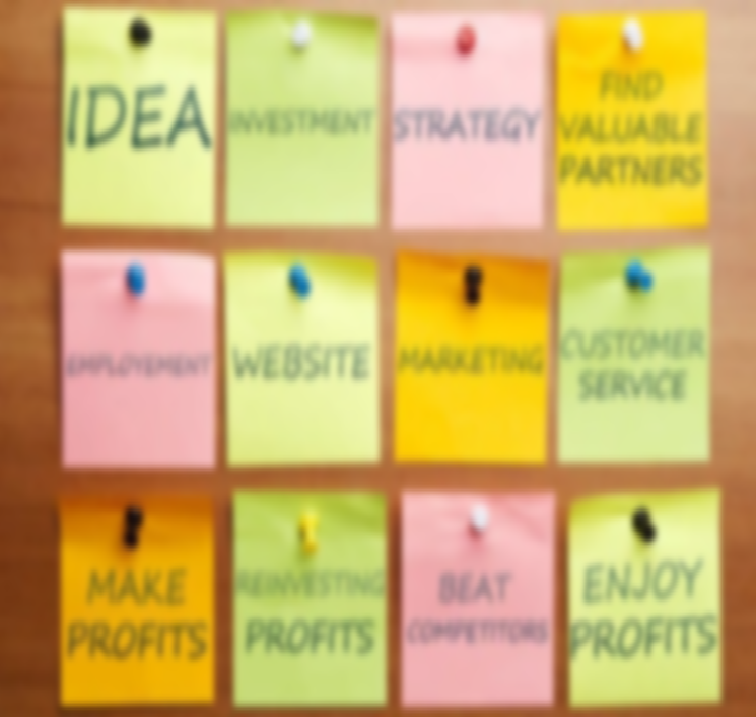 IDEA
INVESTMENT
STRATEGY
FIND
VALUABLE
PARTNERS
EMPLOYEMENT
WEBSITE
MARKETING
CUSTOMER
SERVICE
MAKE
PROFITS
REINVESTING
PROFITS
BEAT
COMPETITORS
ENJOY
PROFITS